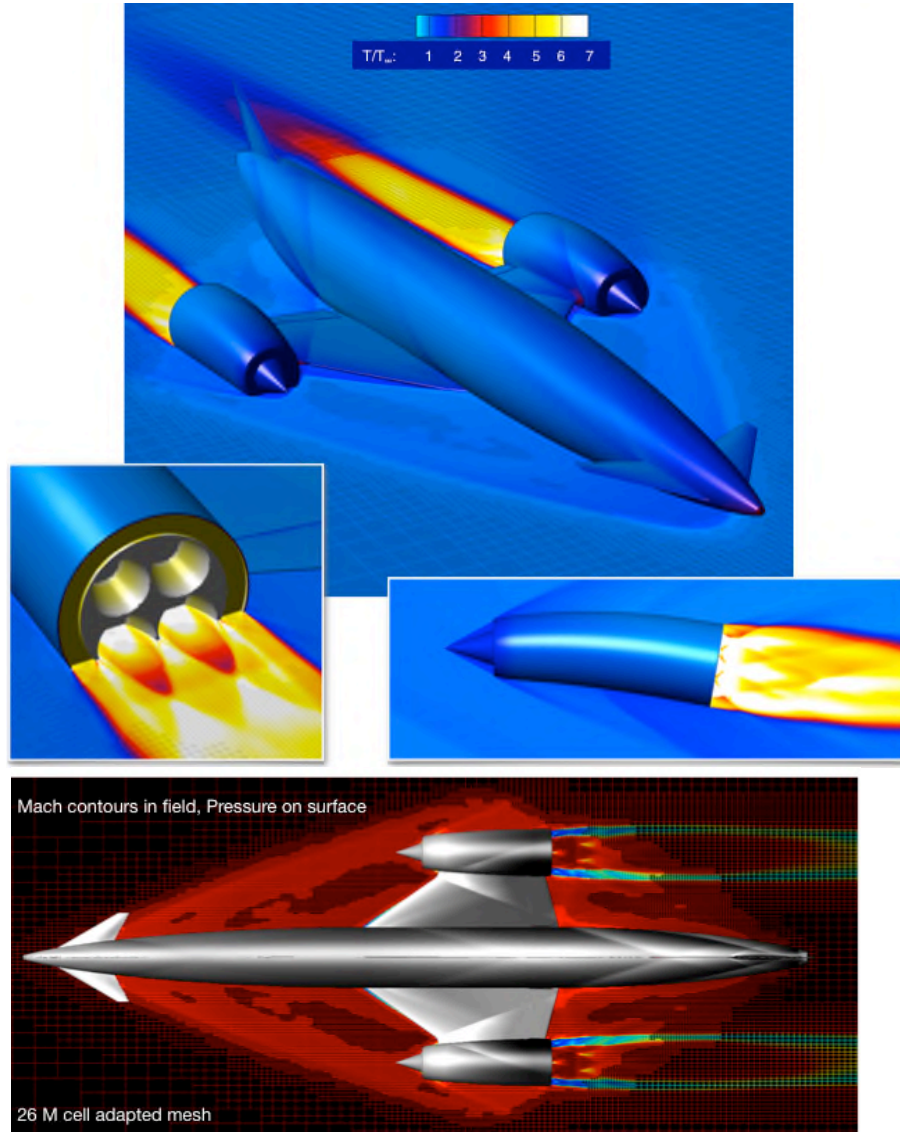 T/T∞: 1 2 3 4 5 6 7
Mach contours in field, Pressure on surface
26 M cell adapted mesh